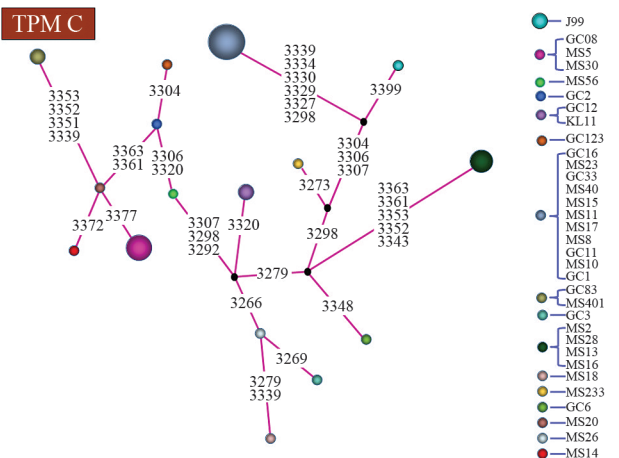 TPM C
3353
3352
3351
3339
3304
3363
3361
3306
3320
3372
3377
3307
3298
3292
3320
3279
3266
3269
3279
3339
3339
3334
3330
3329
3327
3298
3399
3304
3306
3307
3273
3298
3363
3361
3353
3352
3343
3348
J99
GC08
MS5
MS30
MS56
GC2
GC12
KL11
GC123
GC16
MS23
GC33
MS40
MS15
MS11
MS17
MS8
GC11
MS10
GC1
GC83
MS401
GC3
MS2
MS28
MS13
MS16
MS18
MS233
GC6
MS20
MS26
MS14